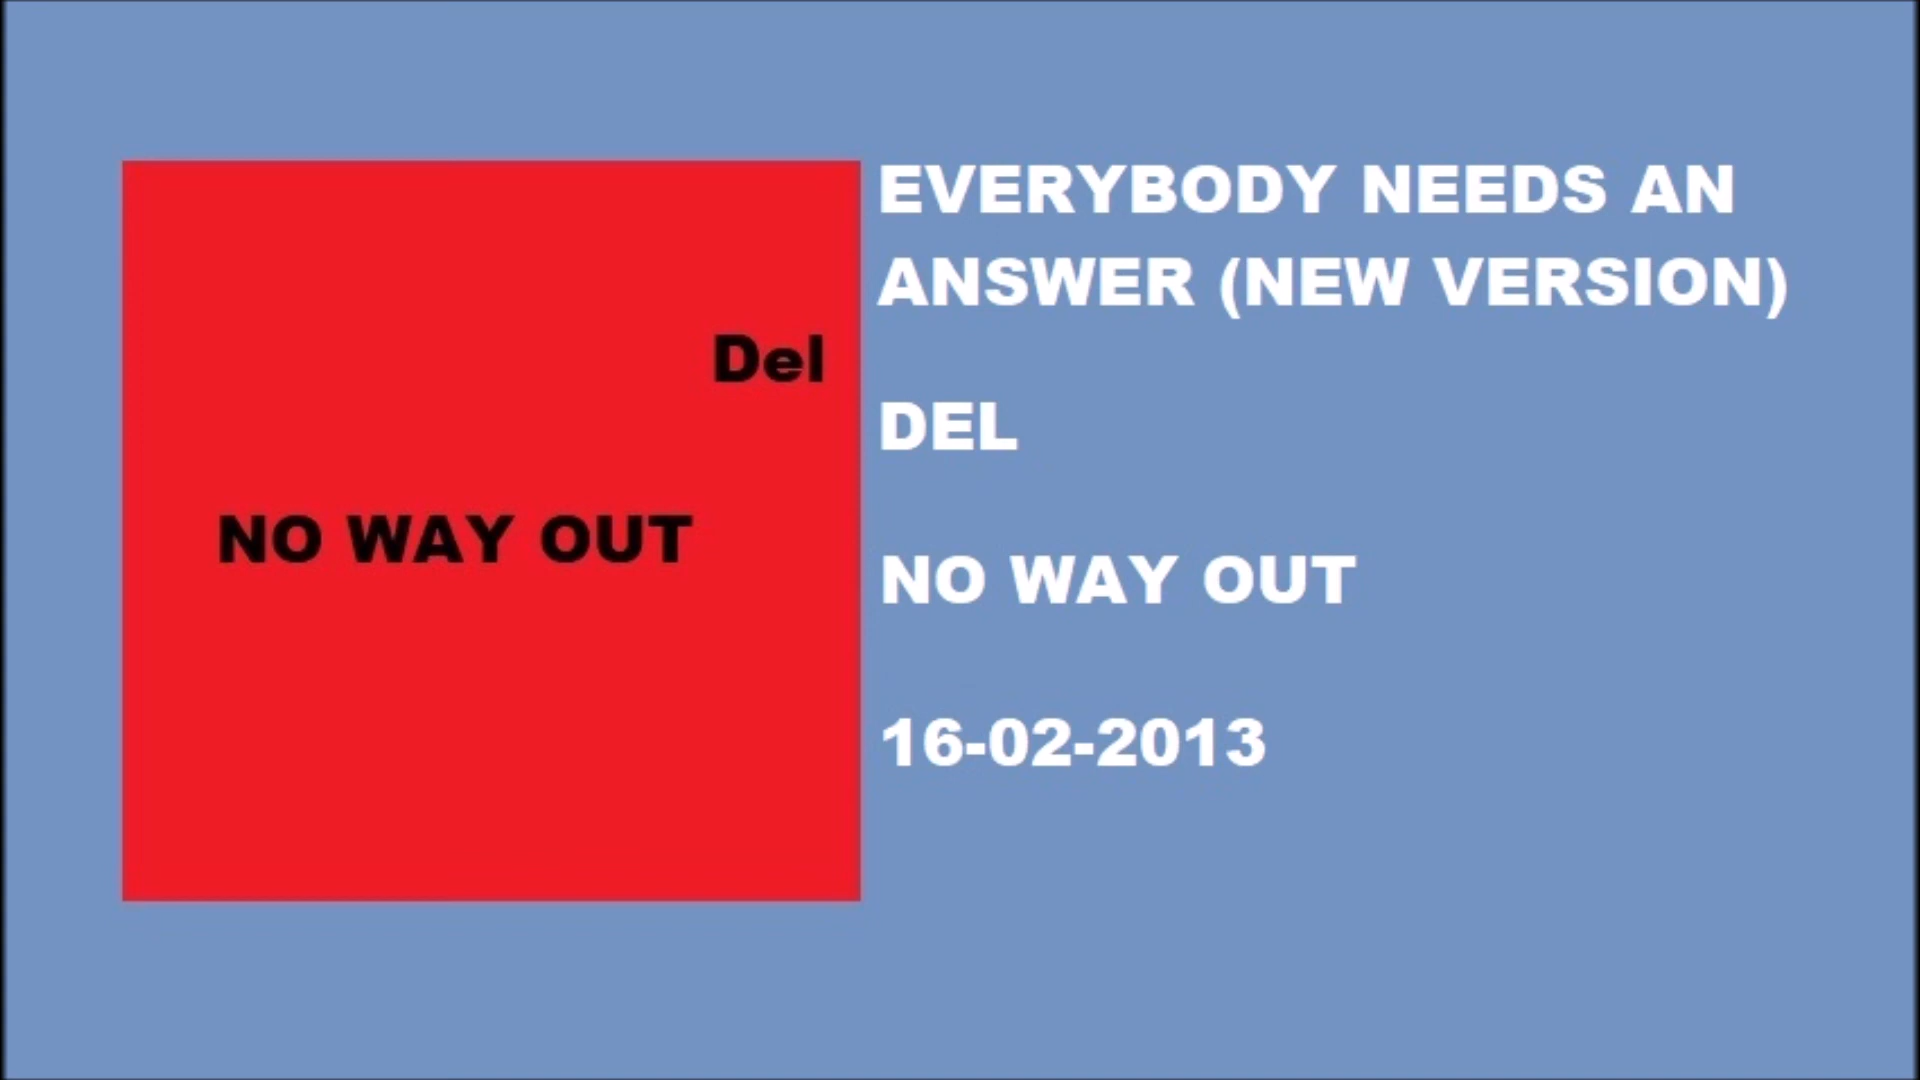 Del
NO WAY OUT
EVERYBODY NEEDS AN
ANSWER (NEW VERSION)
DEL
NO WAY OUT
16-02-2013